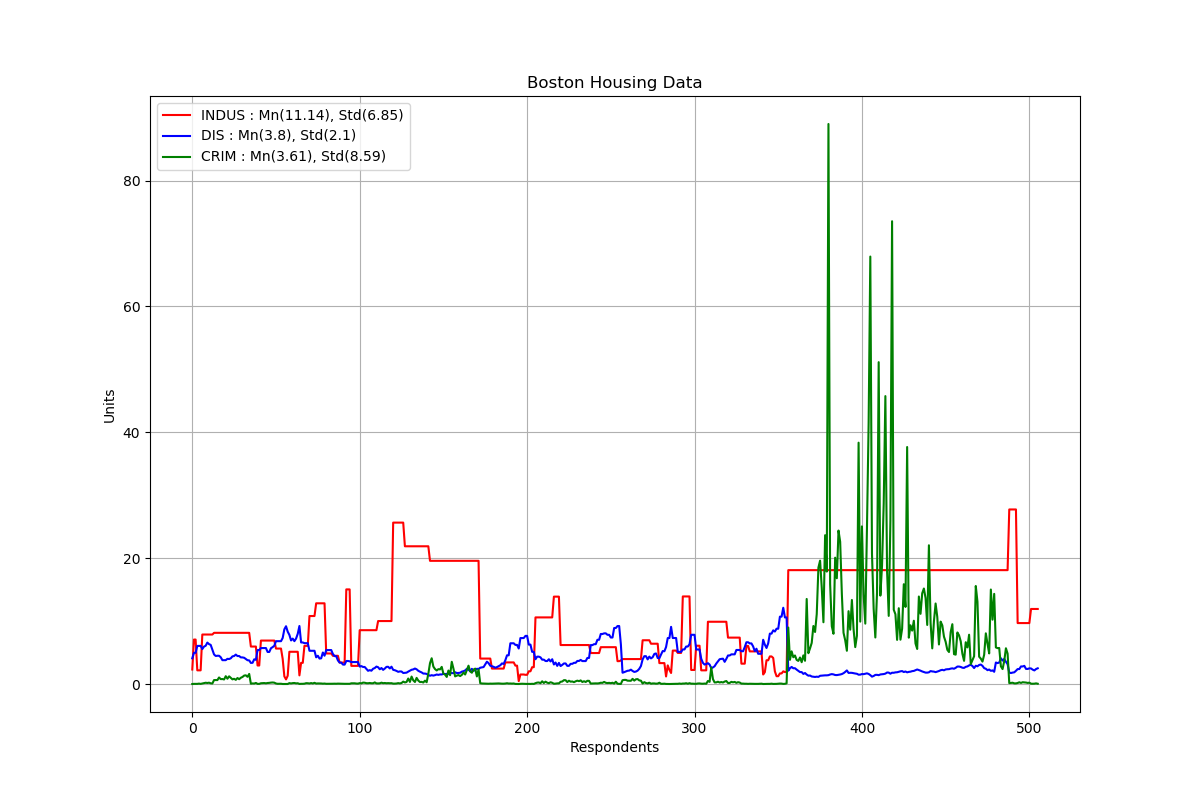 Boston Housing Data
INDUS : Mn(11.14), Std(6.85)
DIS : Mn(3.8), Std(2.1)
CRIM : Mn(3.61), Std(8.59)
80
60
40
20
0
Units
0 100 200 300 400 500
Respondents